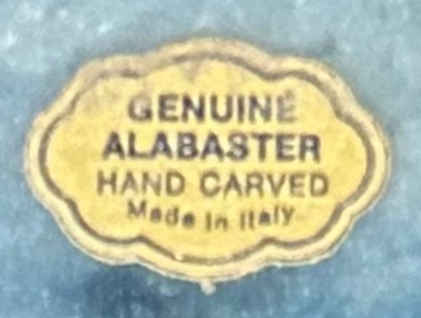 GENUINE
ALABASTER
HAND CARVED
Made In Italy